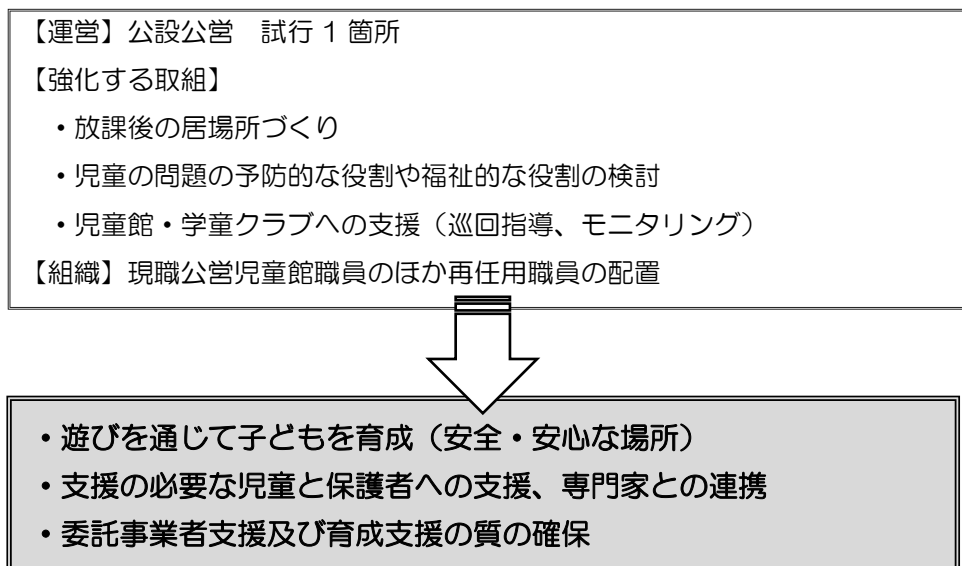 【運営】公設公営　試行 1 箇所
【強化する取組】
・放課後の居場所づくり
・児童の問題の予防的な役割や福祉的な役割の検討
・児童館・学童クラブへの支援（巡回指導、モニタリング）
【組織】現職公営児童館職員のほか再任用職員の配置
・遊びを通じて子どもを育成（安全・安心な場所）
・支援の必要な児童と保護者への支援、専門家との連携
・委託事業者支援及び育成支援の質の確保